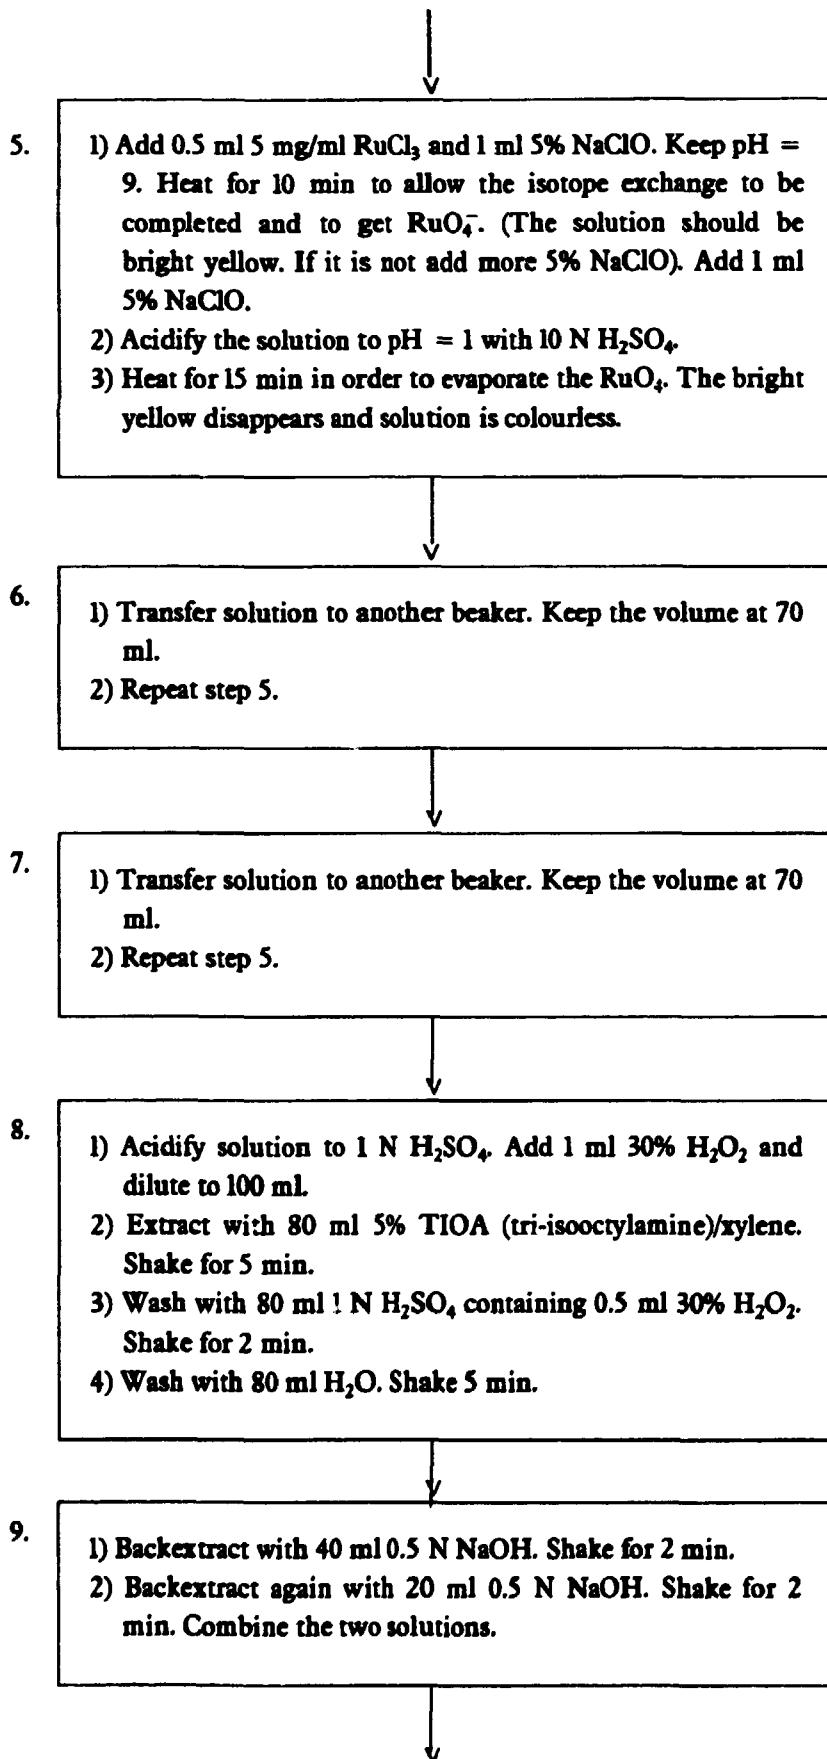 5.
1) Add 0.5 ml 5 mg/ml RuCl₃ and 1 ml 5% NaClO. Keep pH =
9. Heat for 10 min to allow the isotope exchange to be
completed and to get RuO₄⁻. (The solution should be
bright yellow. If it is not add more 5% NaClO). Add 1 ml
5% NaClO.
2) Acidify the solution to pH = 1 with 10 N H₂SO₄.
3) Heat for 15 min in order to evaporate the RuO₄. The bright
yellow disappears and solution is colourless.
6.
1) Transfer solution to another beaker. Keep the volume at 70
ml.
2) Repeat step 5.
7.
1) Transfer solution to another beaker. Keep the volume at 70
ml.
2) Repeat step 5.
8.
1) Acidify solution to 1 N H₂SO₄. Add 1 ml 30% H₂O₂ and
dilute to 100 ml.
2) Extract with 80 ml 5% TIOA (tri-isooctylamine)/xylene.
Shake for 5 min.
3) Wash with 80 ml 1 N H₂SO₄ containing 0.5 ml 30% H₂O₂.
Shake for 2 min.
4) Wash with 80 ml H₂O. Shake 5 min.
9.
1) Backextract with 40 ml 0.5 N NaOH. Shake for 2 min.
2) Backextract again with 20 ml 0.5 N NaOH. Shake for 2
min. Combine the two solutions.